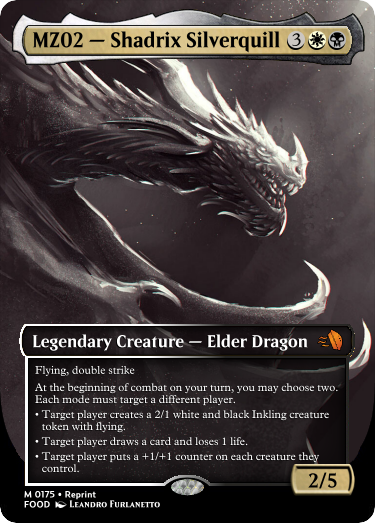 MZ02 — Shadrix Silverquill 3
Legendary Creature — Elder Dragon
Flying, double strike
At the beginning of combat on your turn, you may choose two.
Each mode must target a different player.
• Target player creates a 2/1 white and black Inkling creature
token with flying.
• Target player draws a card and loses 1 life.
• Target player puts a +1/+1 counter on each creature they
control.
2/5
M 0175 • Reprint
FOOD Leandro Furlanetto